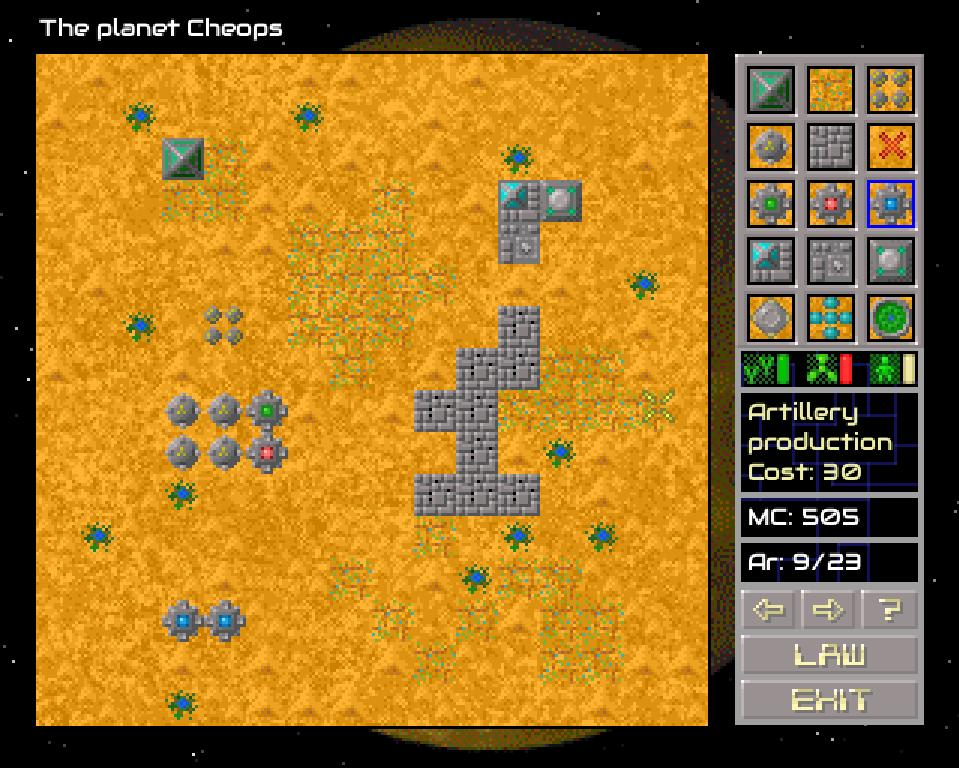 The planet Cheops
Artillery
production
Cost: 30
MC: 505
Ar: 9/23
?
LAW
EXIT